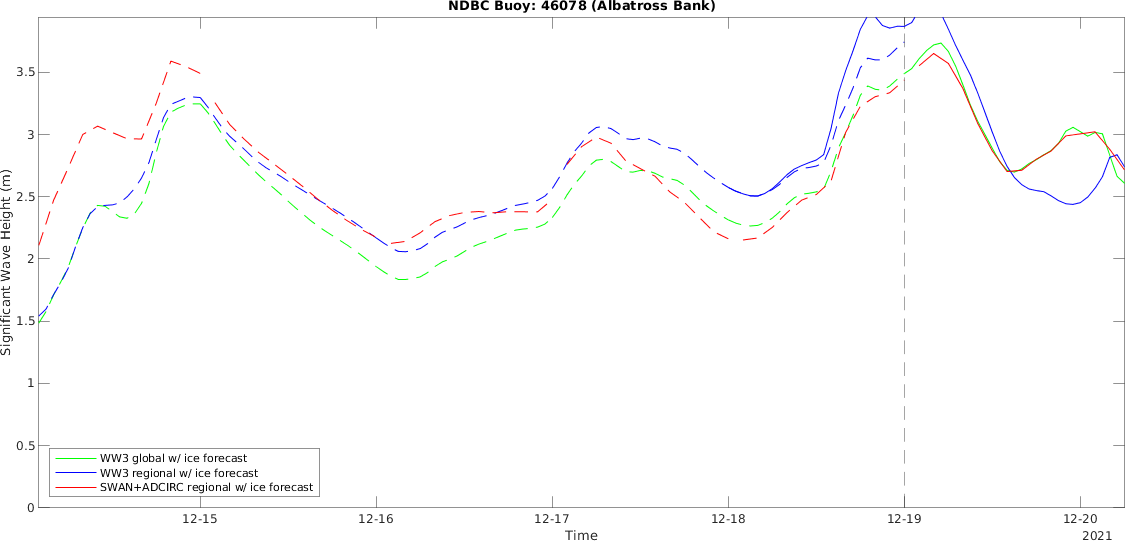 NDBC Buoy: 46078 (Albatross Bank)
3.5
3
2.5
2
1.5
1
0.5
0
Significant Wave Height (m)
WW3 global w/ ice forecast
WW3 regional w/ ice forecast
SWAN+ADCIRC regional w/ ice forecast
12-15
12-16
12-17
12-18
12-19
12-20
Time
2021